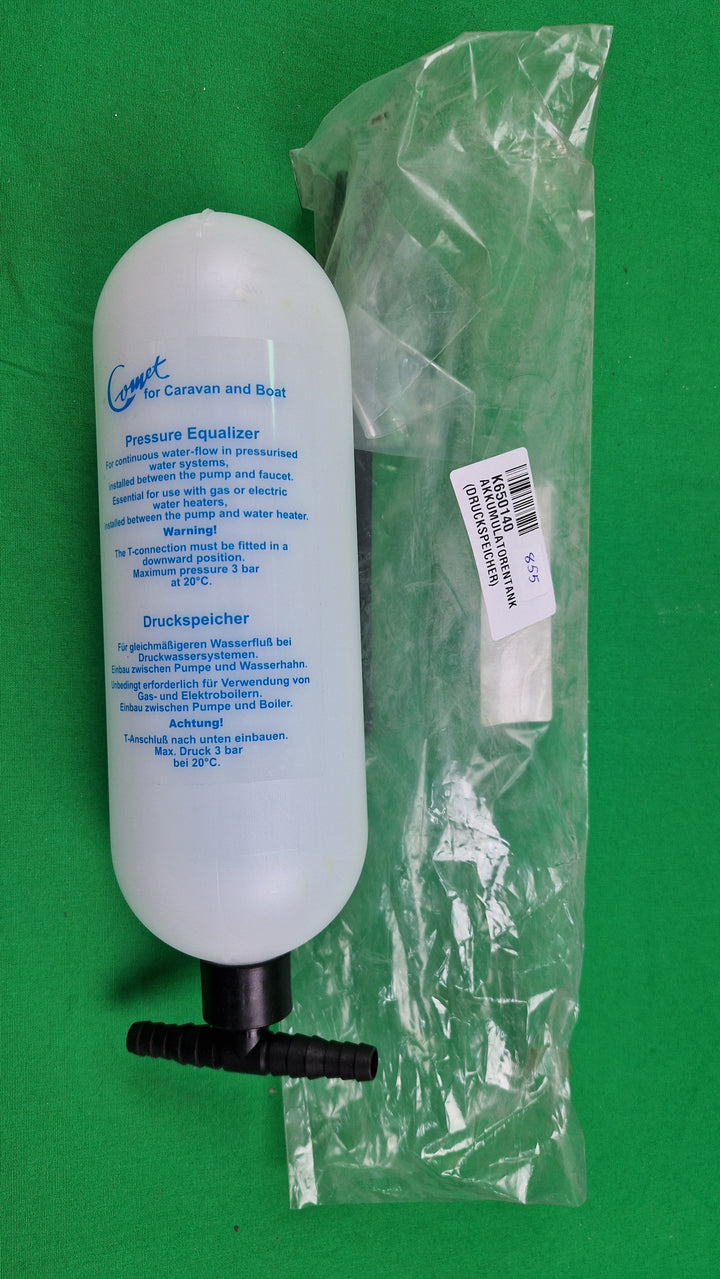 Comet
for Caravan and Boat
Pressure Equalizer
For continuous water-flow in pressurised
water systems,
installed between the pump and faucet.
Essential for use with gas or electric
water heaters,
installed between the pump and water heater.
Warning!
The T-connection must be fitted in a
downward position.
Maximum pressure 3 bar
at 20°C.
Druckspeicher
Für gleichmäßigeren Wasserfluß bei
Druckwassersystemen.
Einbau zwischen Pumpe und Wasserhahn.
Unbedingt erforderlich für Verwendung von
Gas- und Elektroboilern.
Einbau zwischen Pumpe und Boiler.
Achtung!
T-Anschluß nach unten einbauen.
Max. Druck 3 bar
bei 20°C.
K650140
AKKUMULATORENTANK
(DRUCKSPEICHER)
855